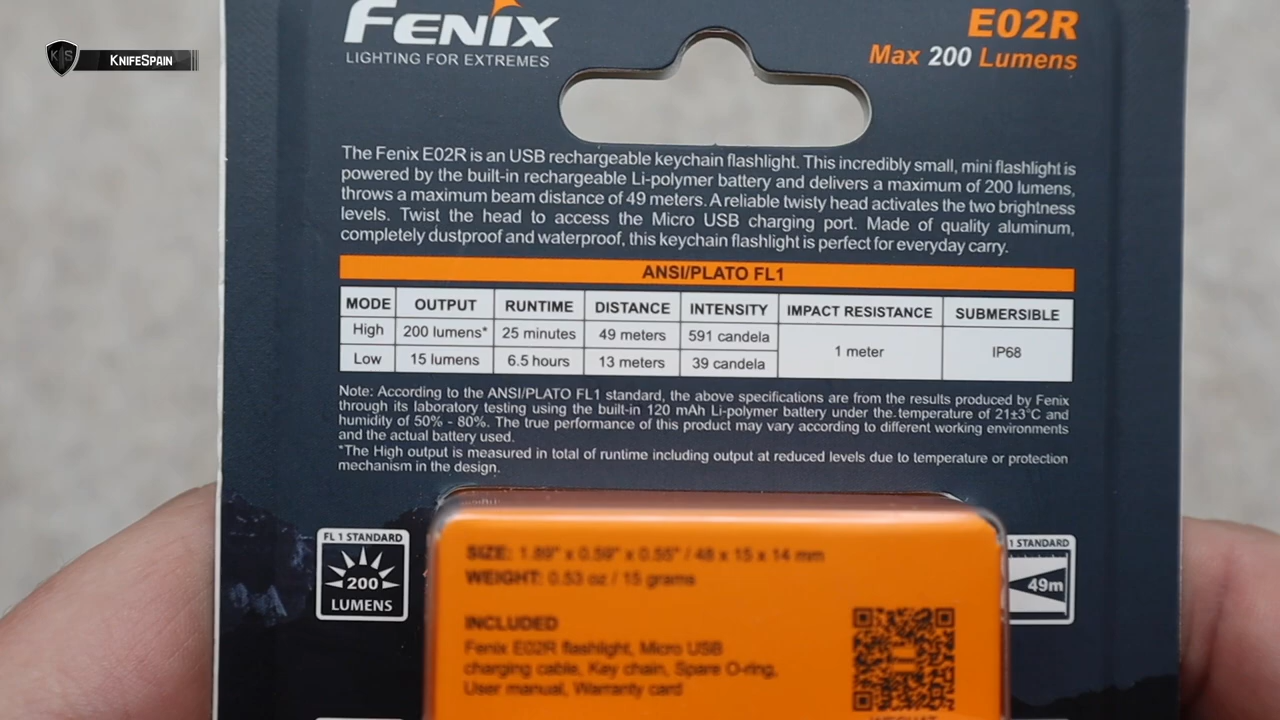 KNIFESPAIN
FENIX
LIGHTING FOR EXTREMES
E02R
Max 200 Lumens
The Fenix E02R is an USB rechargeable keychain flashlight. This incredibly small, mini flashlight is
powered by the built-in rechargeable Li-polymer battery and delivers a maximum of 200 lumens,
throws a maximum beam distance of 49 meters. A reliable twisty head activates the two brightness
levels. Twist the head to access the Micro USB charging port. Made of quality aluminum,
completely dustproof and waterproof, this keychain flashlight is perfect for everyday carry.
ANSI/PLATO FL1
MODE OUTPUT RUNTIME DISTANCE INTENSITY IMPACT RESISTANCE SUBMERSIBLE
High 200 lumens* 25 minutes 49 meters 591 candela 1 meter IP68
Low 15 lumens 6.5 hours 13 meters 39 candela
Note: According to the ANSI/PLATO FL1 standard, the above specifications are from the results produced by Fenix
through its laboratory testing using the built-in 120 mAh Li-polymer battery under the temperature of 21±3°C and
humidity of 50% - 80%. The true performance of this product may vary according to different working environments
and the actual battery used.
*The High output is measured in total of runtime including output at reduced levels due to temperature or protection
mechanism in the design.
FL 1 STANDARD
200
LUMENS
1 STANDARD
49m
SIZE: 1.89" x 0.59" x 0.55" / 48 x 15 x 14 mm
WEIGHT: 0.53 oz / 15 grams
INCLUDED
Fenix E02R flashlight, Micro USB
charging cable, Key chain, Spare O-ring,
User manual, Warranty card
WECHAT